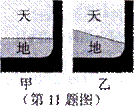 天 天
地 地
甲 乙
(第11题图)